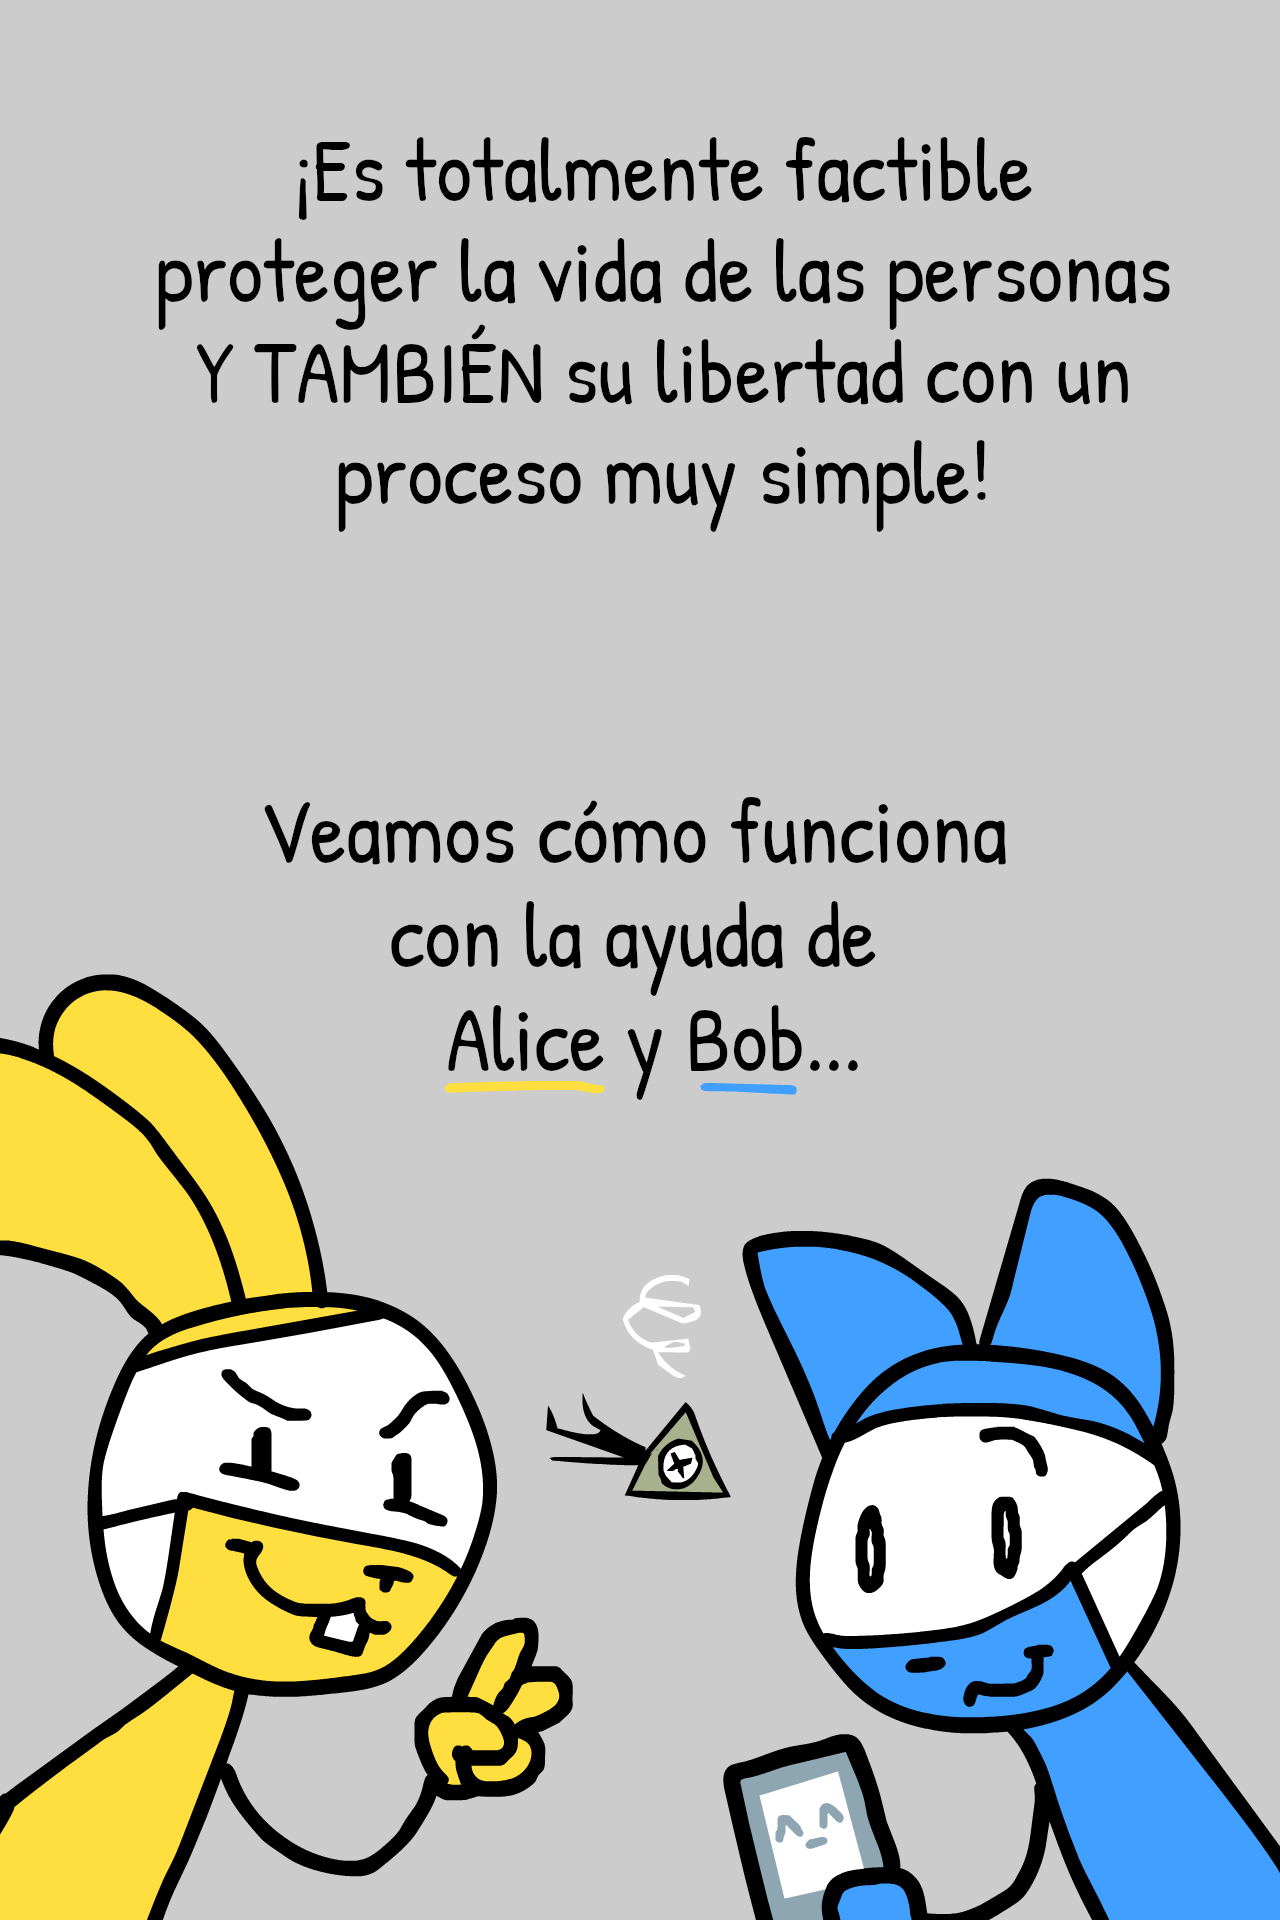 ¡Es totalmente factible
proteger la vida de las personas
Y TAMBIÉN su libertad con un
proceso muy simple!
Veamos cómo funciona
con la ayuda de
Alice y Bob...